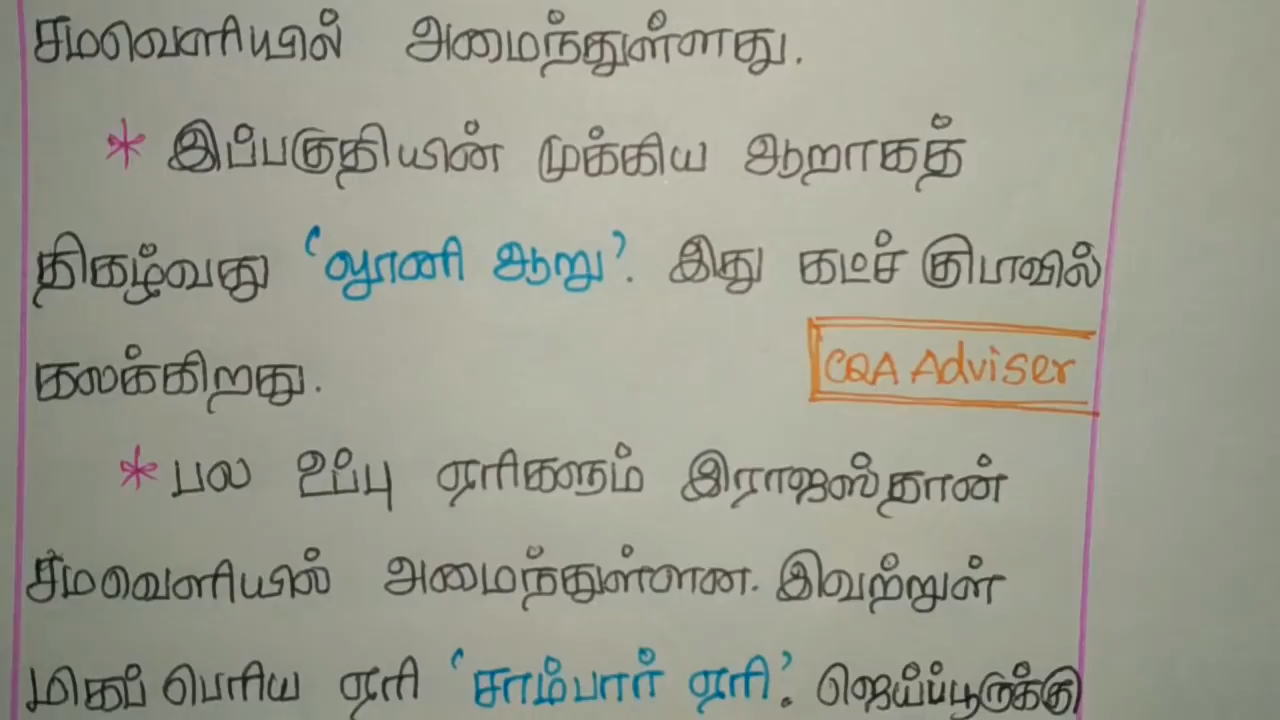 சமவெளியில் அமைந்துள்ளது.
* இப்பகுதியின் முக்கிய ஆறாகத்
திகழ்வது 'லூனி ஆறு'. இது கட்ச் குடாவில்
கலக்கிறது.
CQA Adviser
* பல உப்பு ஏரிகளும் இராஜஸ்தான்
சமவெளியில் அமைந்துள்ளன. இவற்றுள்
மிகப் பெரிய ஏரி 'சாம்பார் ஏரி'. ஜெய்ப்பூருக்கு